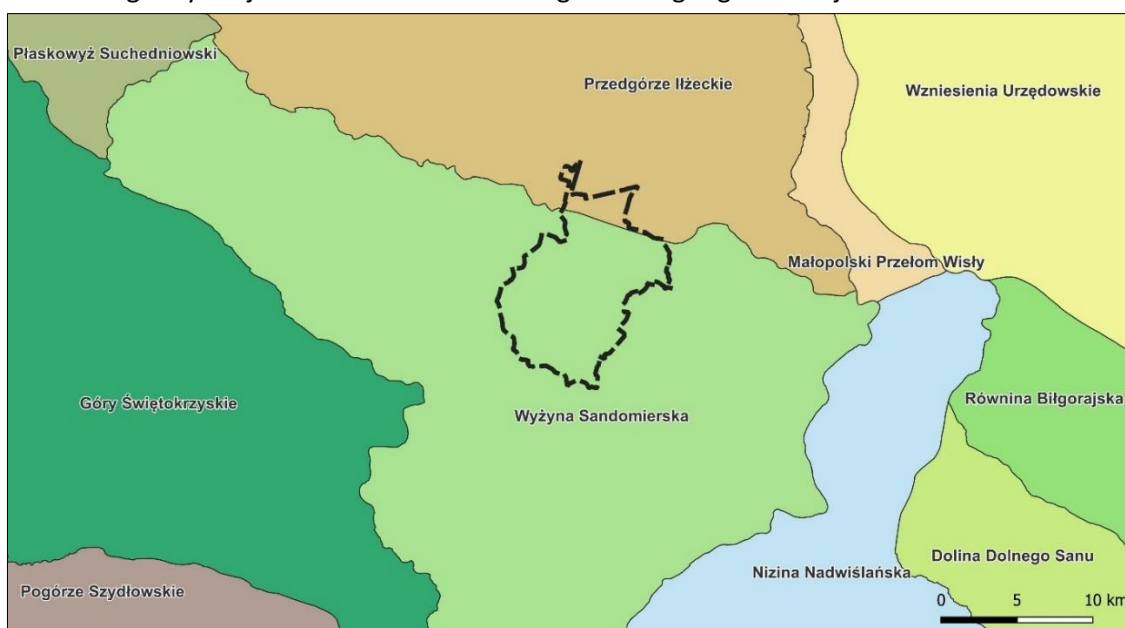 Płaskowyż Suchedniowski
Przedgórze Iłżeckie
Wzniesienia Urzędowskie
Małopolski Przełom Wisły
Góry Świętokrzyskie
Wyżyna Sandomierska
Równina Biłgorajska
Dolina Dolnego Sanu
Nizina Nadwiślańska
Pogórze Szydłowskie
0 5 10 km